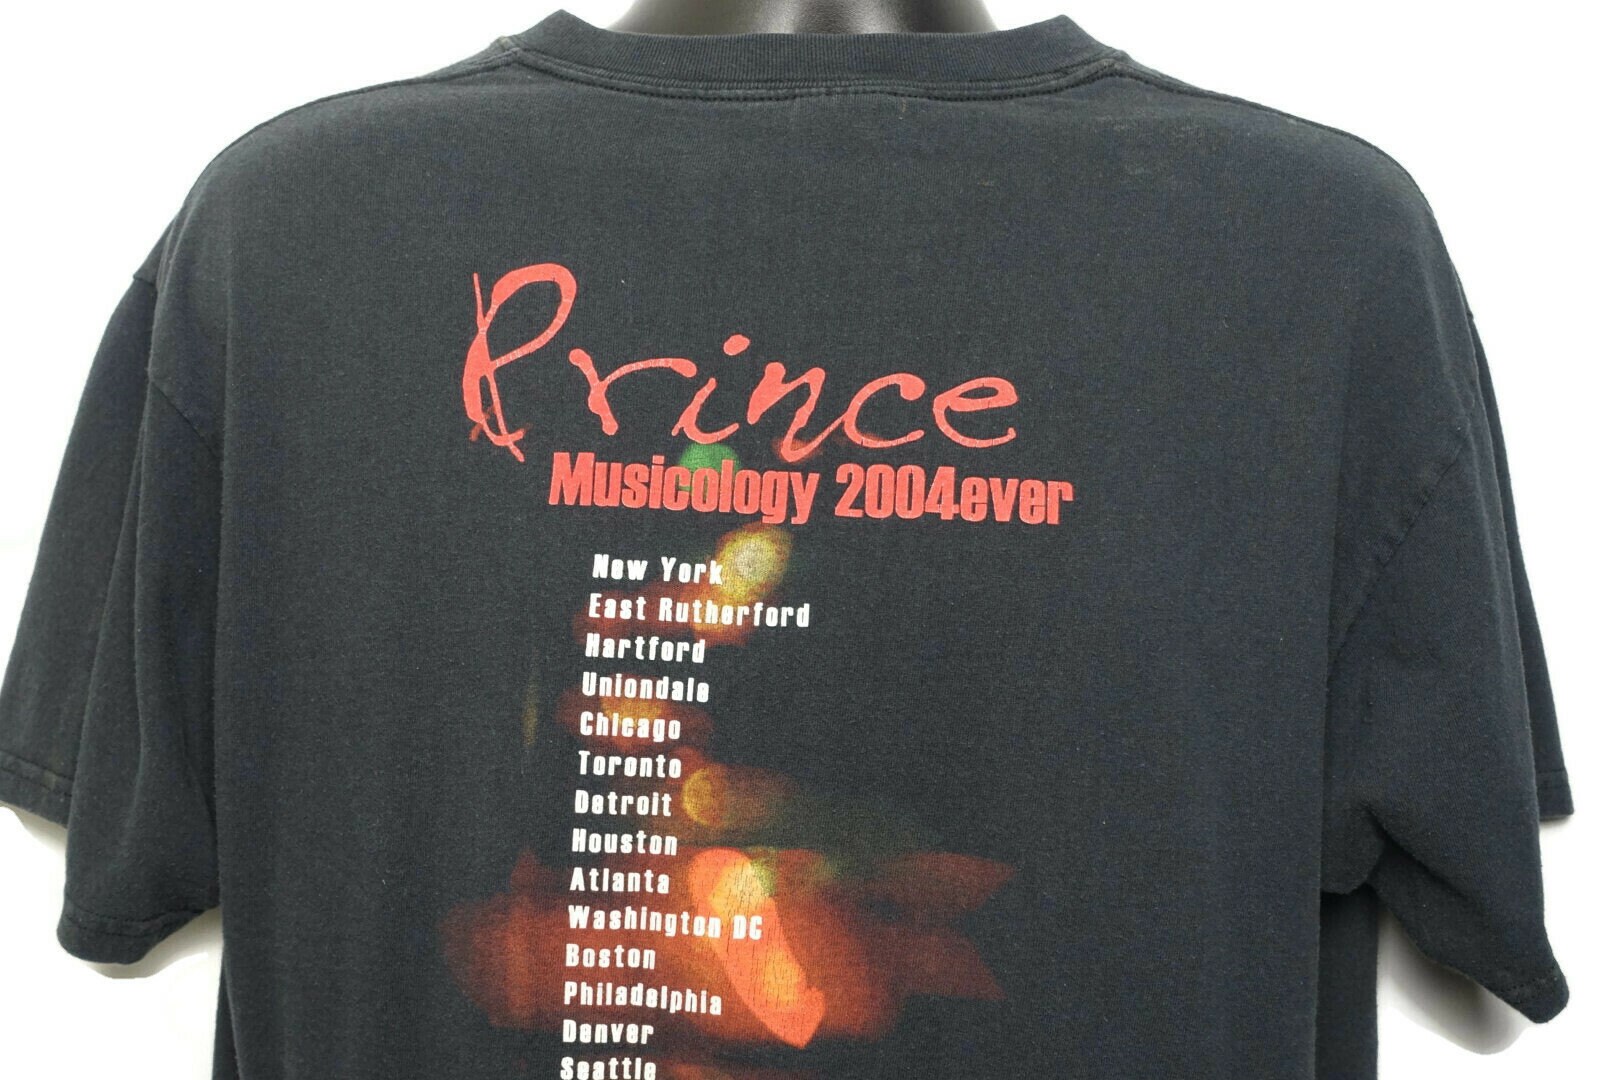 Prince
Musicology 2004ever
New York
East Rutherford
Hartford
Uniondale
Chicago
Toronto
Detroit
Houston
Atlanta
Washington DC
Boston
Philadelphia
Denver
Seattle